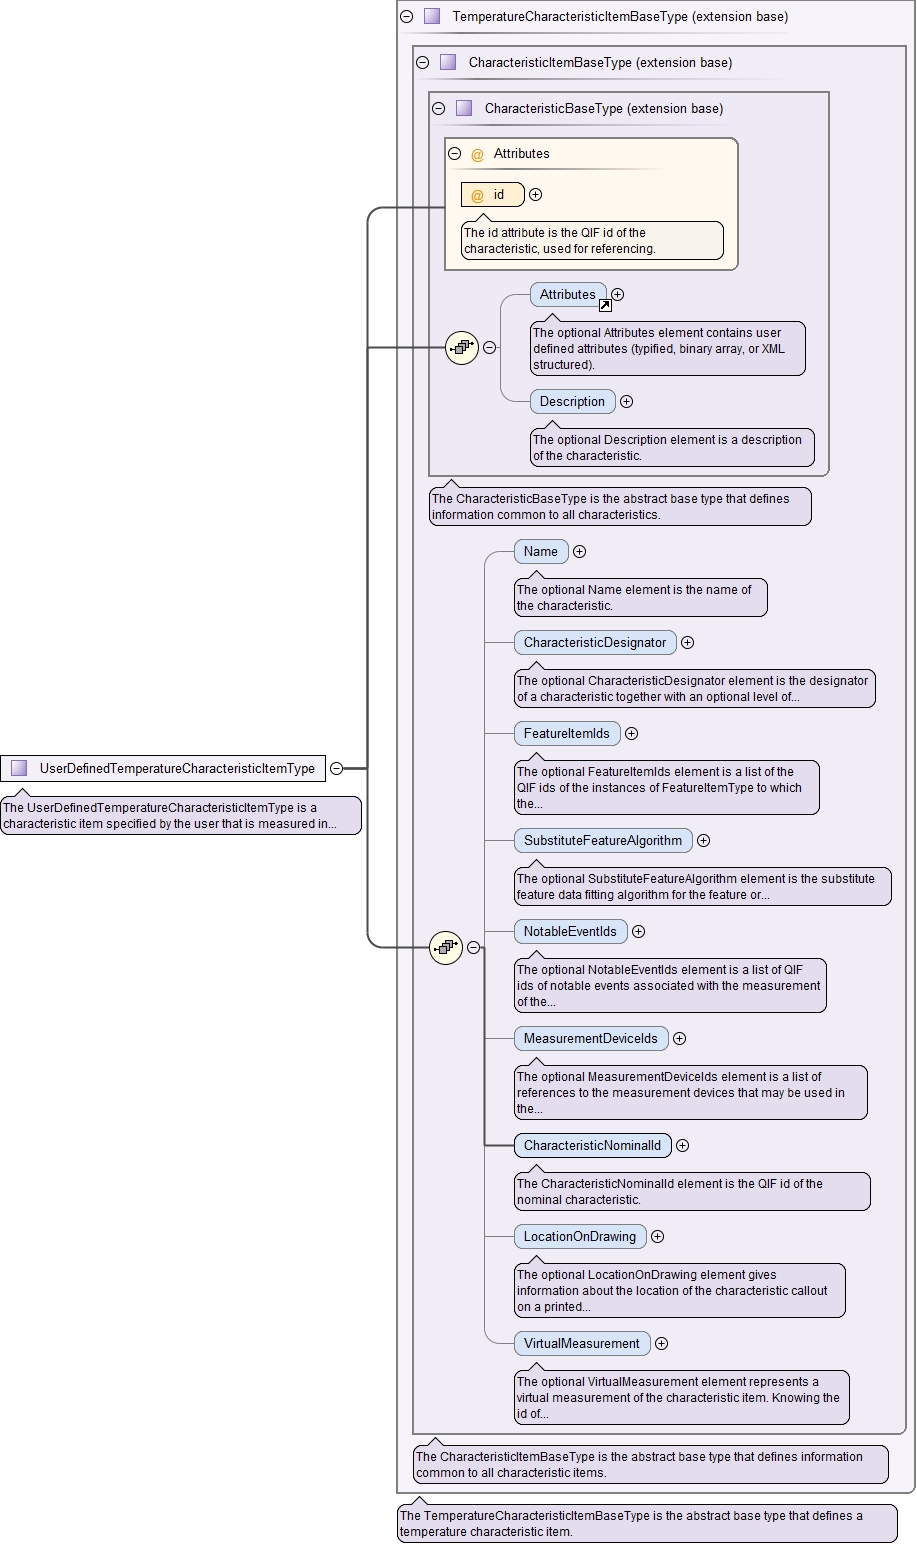 TemperatureCharacteristicItemBaseType (extension base)
CharacteristicItemBaseType (extension base)
CharacteristicBaseType (extension base)
@ Attributes
@ id
The id attribute is the QIF id of the
characteristic, used for referencing.
Attributes
The optional Attributes element contains user
defined attributes (typified, binary array, or XML
structured).
Description
The optional Description element is a description
of the characteristic.
The CharacteristicBaseType is the abstract base type that defines
information common to all characteristics.
Name
The optional Name element is the name of
the characteristic.
CharacteristicDesignator
The optional CharacteristicDesignator element is the designator
of a characteristic together with an optional level of...
FeatureItemIds
The optional FeatureItemIds element is a list of the
QIF ids of the instances of FeatureItemType to which
the...
UserDefinedTemperatureCharacteristicItemType
The UserDefinedTemperatureCharacteristicItemType is a
characteristic item specified by the user that is measured in...
SubstituteFeatureAlgorithm
The optional SubstituteFeatureAlgorithm element is the substitute
feature data fitting algorithm for the feature or...
NotableEventIds
The optional NotableEventIds element is a list of QIF
ids of notable events associated with the measurement
of the...
MeasurementDeviceIds
The optional MeasurementDeviceIds element is a list of
references to the measurement devices that may be used in
the...
CharacteristicNominalId
The CharacteristicNominalId element is the QIF id of the
nominal characteristic.
LocationOnDrawing
The optional LocationOnDrawing element gives
information about the location of the characteristic callout
on a printed...
VirtualMeasurement
The optional VirtualMeasurement element represents a
virtual measurement of the characteristic item. Knowing the
id of...
The CharacteristicItemBaseType is the abstract base type that defines information
common to all characteristic items.
The TemperatureCharacteristicItemBaseType is the abstract base type that defines a
temperature characteristic item.